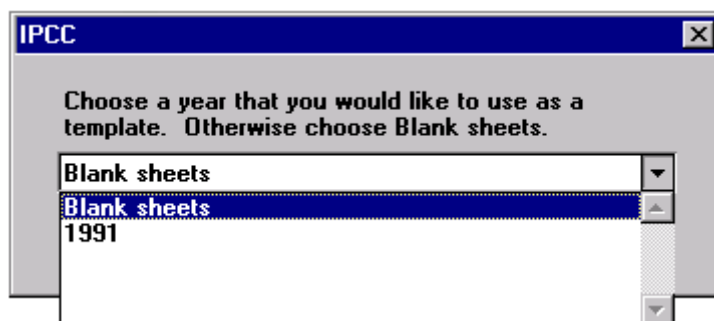 IPCC
Choose a year that you would like to use as a
template.  Otherwise choose Blank sheets.
Blank sheets
Blank sheets
1991